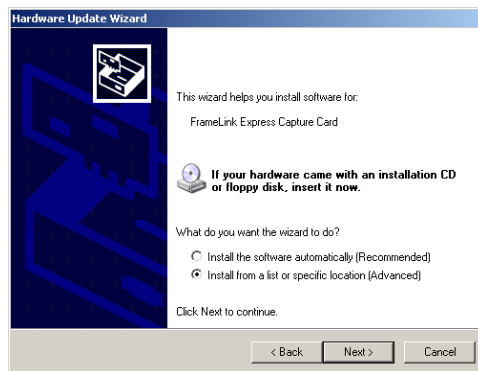 Hardware Update Wizard
This wizard helps you install software for:
FrameLink Express Capture Card
If your hardware came with an installation CD
or floppy disk, insert it now.
What do you want the wizard to do?
Install the software automatically (Recommended)
Install from a list or specific location (Advanced)
Click Next to continue.
< Back Next > Cancel